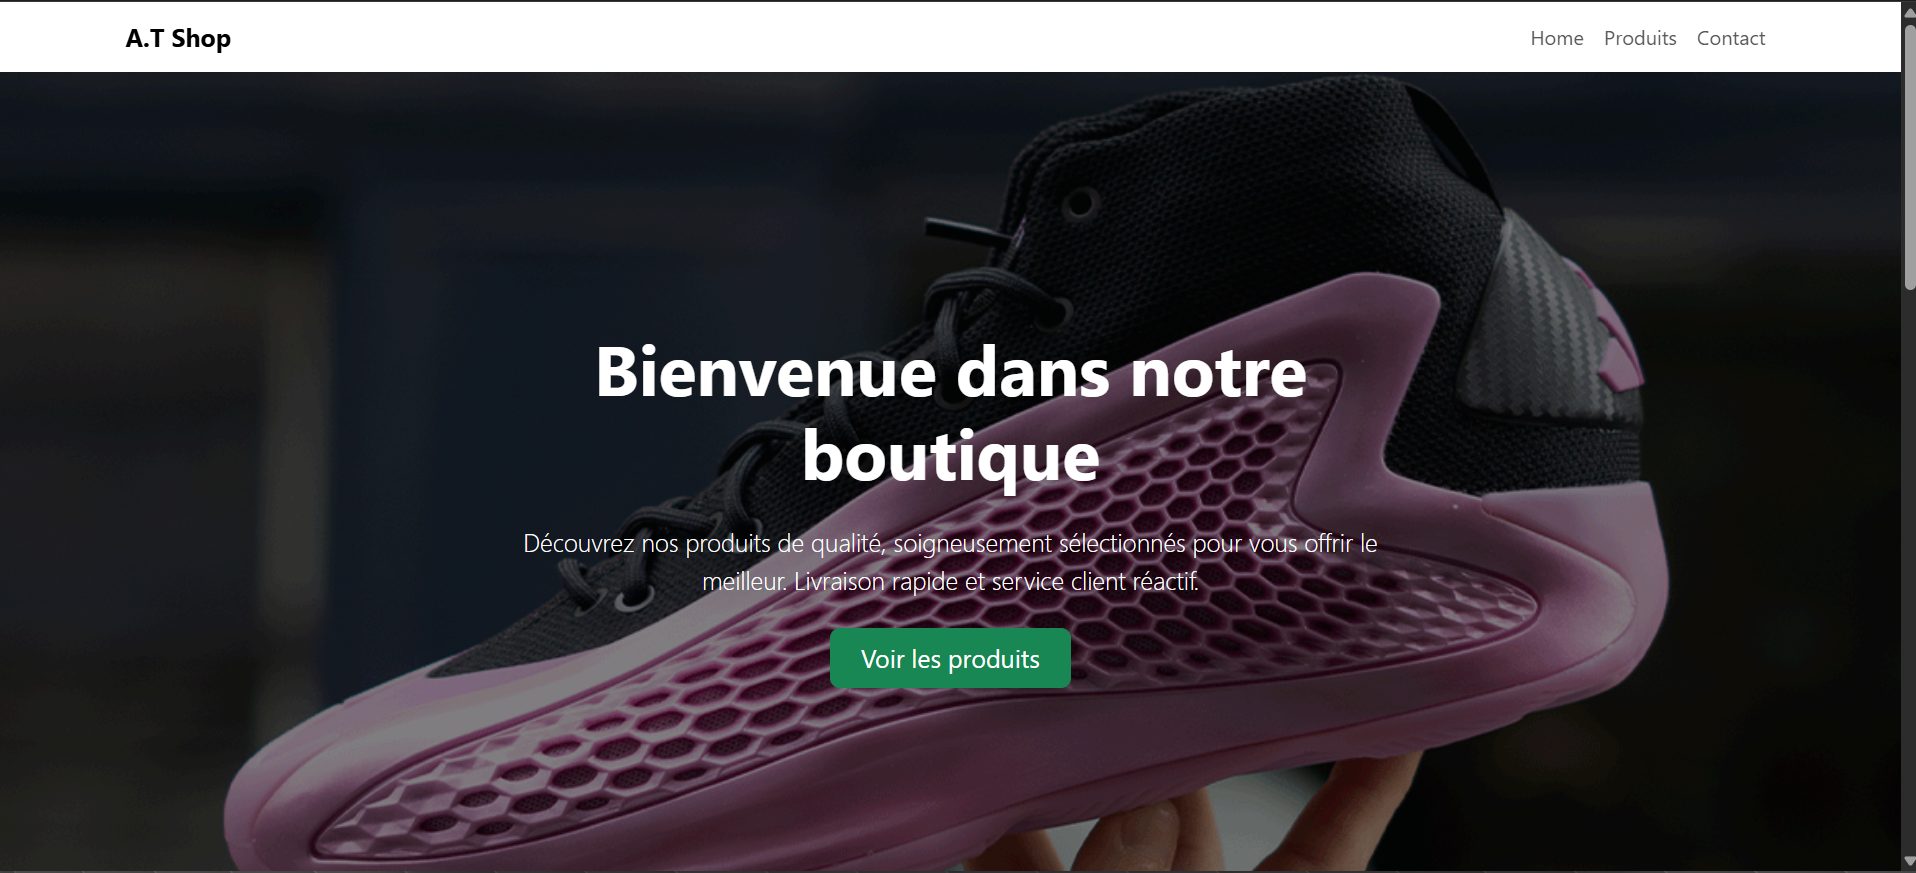 A.T Shop
Home Produits Contact
Bienvenue dans notre
boutique
Découvrez nos produits de qualité, soigneusement sélectionnés pour vous offrir le
meilleur. Livraison rapide et service client réactif.
Voir les produits